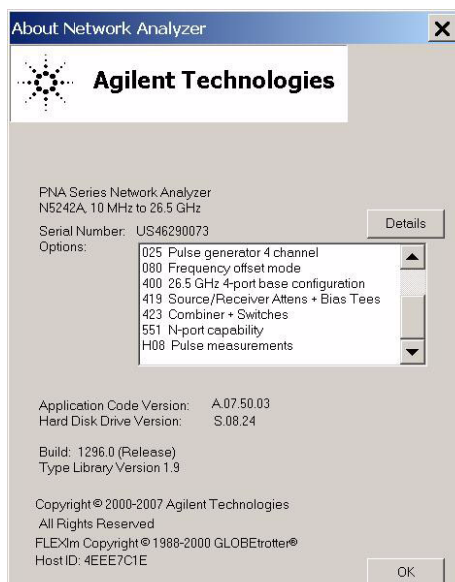 About Network Analyzer
Agilent Technologies
PNA Series Network Analyzer
N5242A, 10 MHz to 26.5 GHz
Serial Number: US46290073
Details
Options:
025 Pulse generator 4 channel
080 Frequency offset mode
400 26.5 GHz 4-port base configuration
419 Source/Receiver Attens + Bias Tees
423 Combiner + Switches
551 N-port capability
H08 Pulse measurements
Application Code Version: A.07.50.03
Hard Disk Drive Version: S.08.24
Build: 1296.0 (Release)
Type Library Version 1.9
Copyright © 2000-2007 Agilent Technologies
All Rights Reserved
FLEXlm Copyright © 1988-2000 GLOBEtrotter®
Host ID: 4EEE7C1E
OK